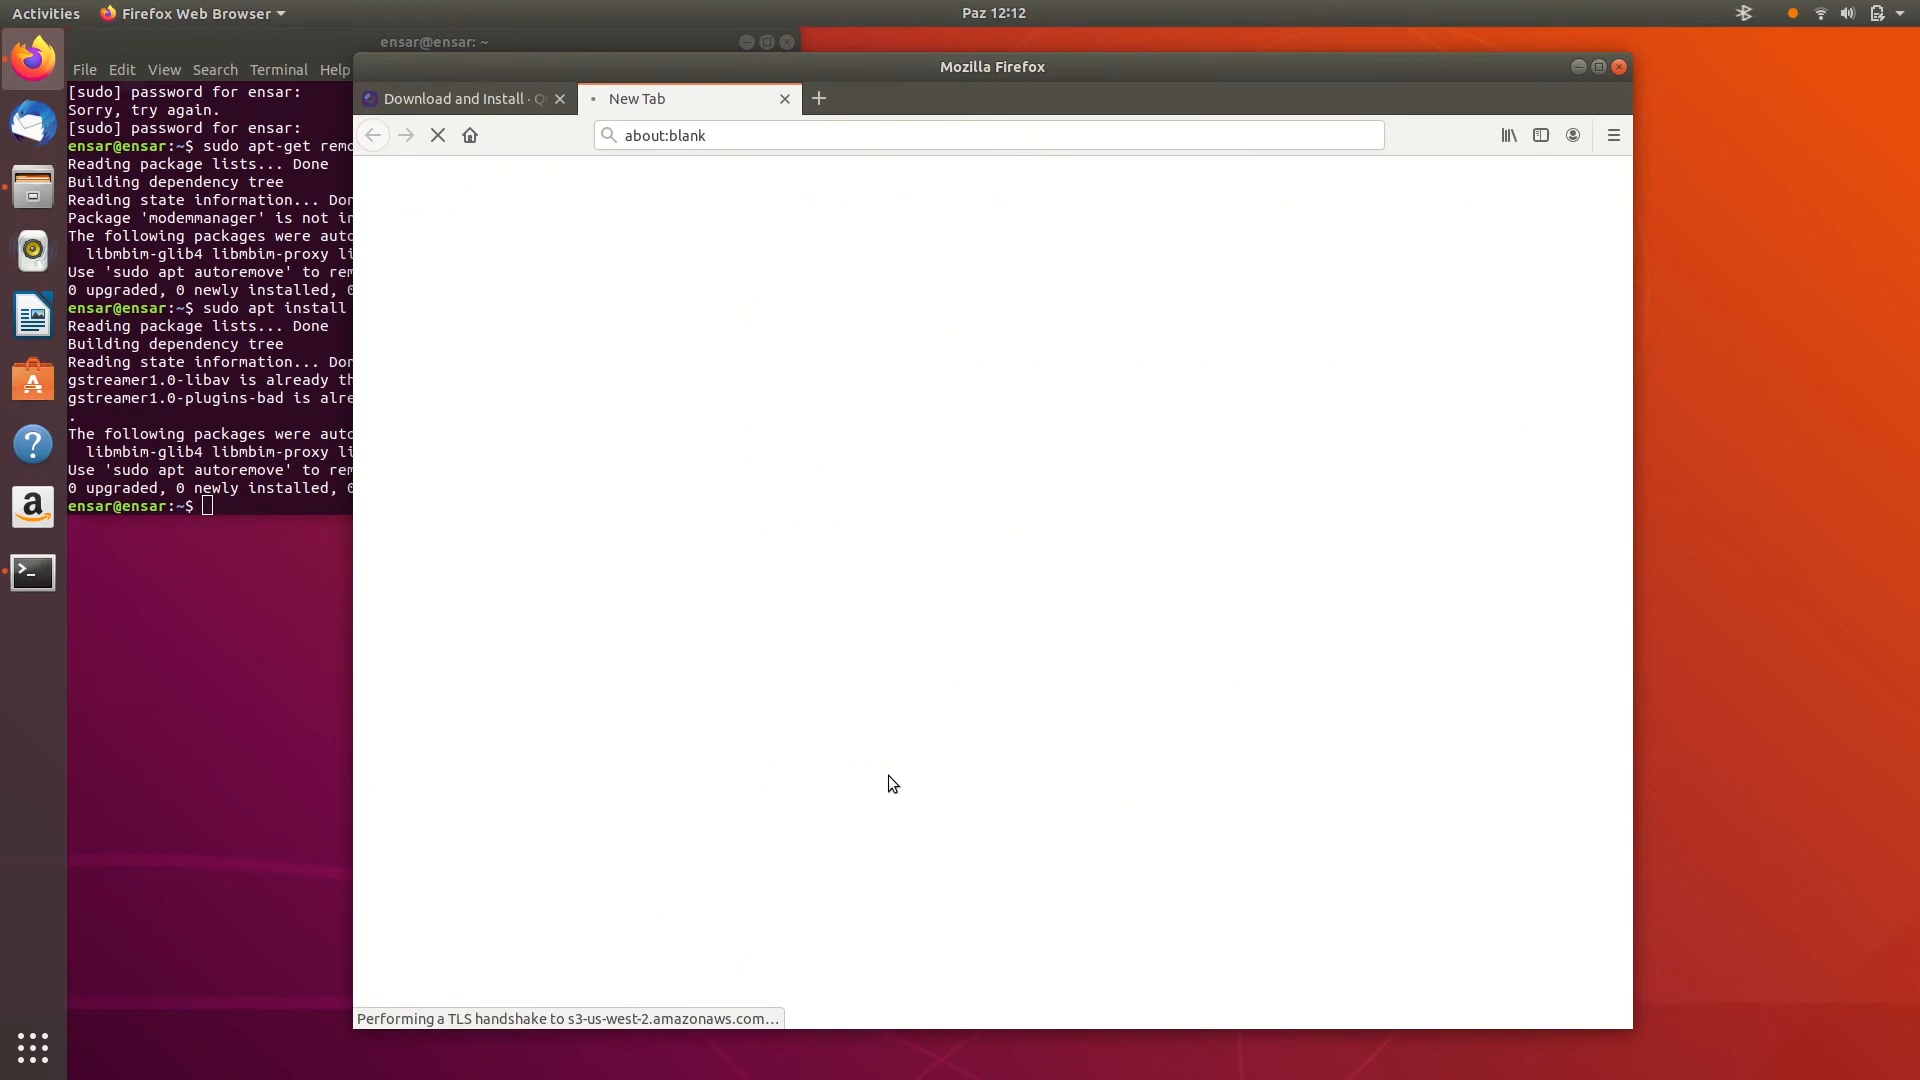 Activities Firefox Web Browser Paz 12:12
ensar@ensar: ~
File Edit View Search Terminal Help
[sudo] password for ensar:
Sorry, try again.
[sudo] password for ensar:
ensar@ensar:~$ sudo apt-get remo
Reading package lists... Done
Building dependency tree
Reading state information... Don
Package 'modemmanager' is not in
The following packages were auto
libmbim-glib4 libmbim-proxy li
Use 'sudo apt autoremove' to rem
0 upgraded, 0 newly installed, 0
ensar@ensar:~$ sudo apt install
Reading package lists... Done
Building dependency tree
Reading state information... Don
gstreamer1.0-libav is already th
gstreamer1.0-plugins-bad is alre
.
The following packages were auto
libmbim-glib4 libmbim-proxy li
Use 'sudo apt autoremove' to rem
0 upgraded, 0 newly installed, 0
ensar@ensar:~$
Mozilla Firefox
Download and Install · Q New Tab
about:blank
Performing a TLS handshake to s3-us-west-2.amazonaws.com…